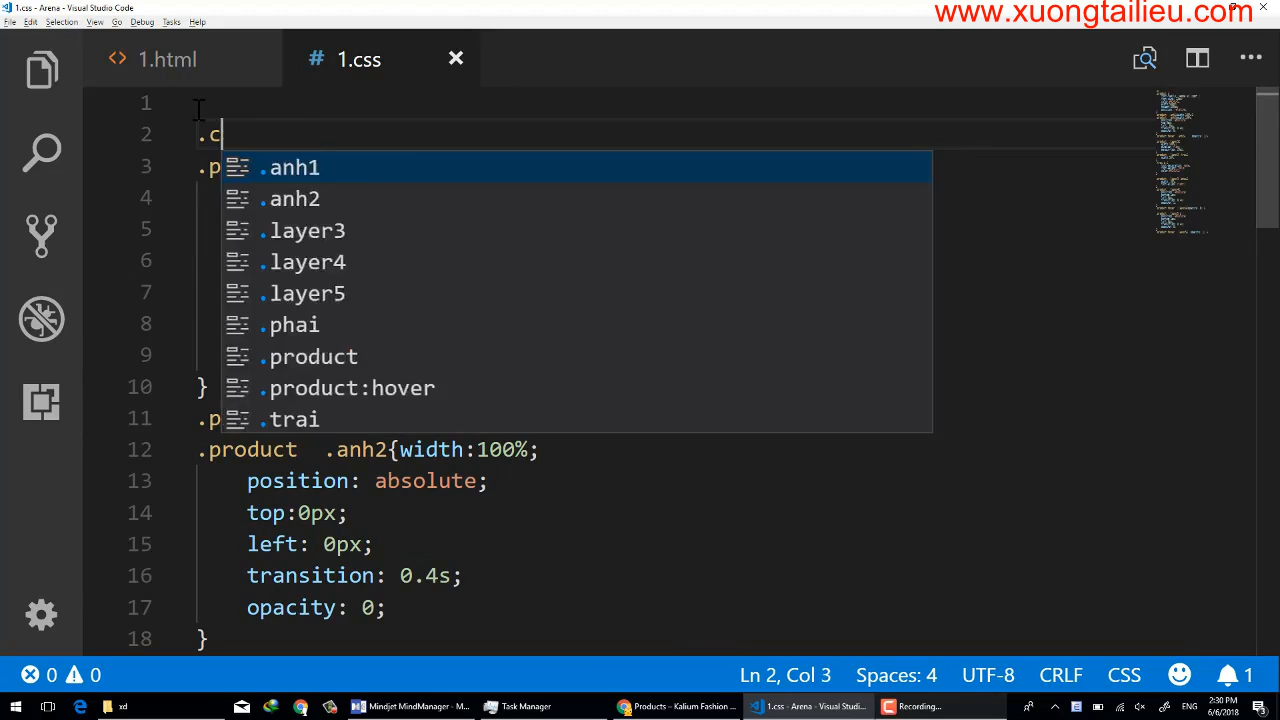 1.css - Arena - Visual Studio Code
www.xuongtailieu.com
File Edit Selection View Go Debug Tasks Help
<> 1.html
# 1.css
1
2 .c
3 .p
.anh1
.anh2
.layer3
.layer4
.layer5
.phai
.product
.product:hover
.trai
4
5
6
7
8
9
10 }
11 .p
12 .product .anh2{width:100%;
13 position: absolute;
14 top:0px;
15 left: 0px;
16 transition: 0.4s;
17 opacity: 0;
18 }
0 0 Ln 2, Col 3 Spaces: 4 UTF-8 CRLF CSS 1
xd
Mindjet MindManager - M...
Task Manager
Products – Kalium Fashion ...
1.css - Arena - Visual Studi...
Recording...
2:30 PM
6/6/2018
3